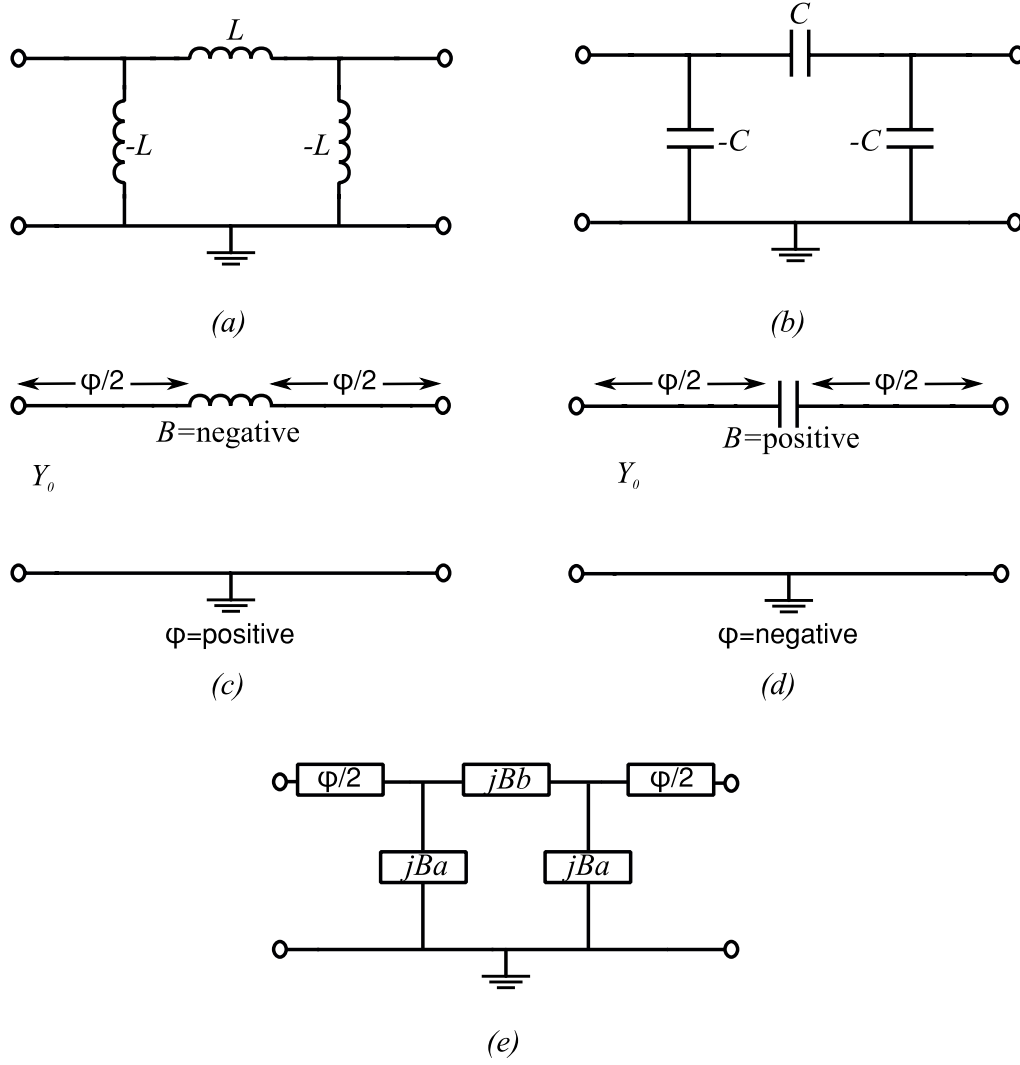 L
C
-L
-L
-C
-C
(a)
(b)
φ/2
φ/2
φ/2
φ/2
B=negative
B=positive
Y₀
Y₀
φ=positive
φ=negative
(c)
(d)
φ/2
jBb
φ/2
jBa
jBa
(e)